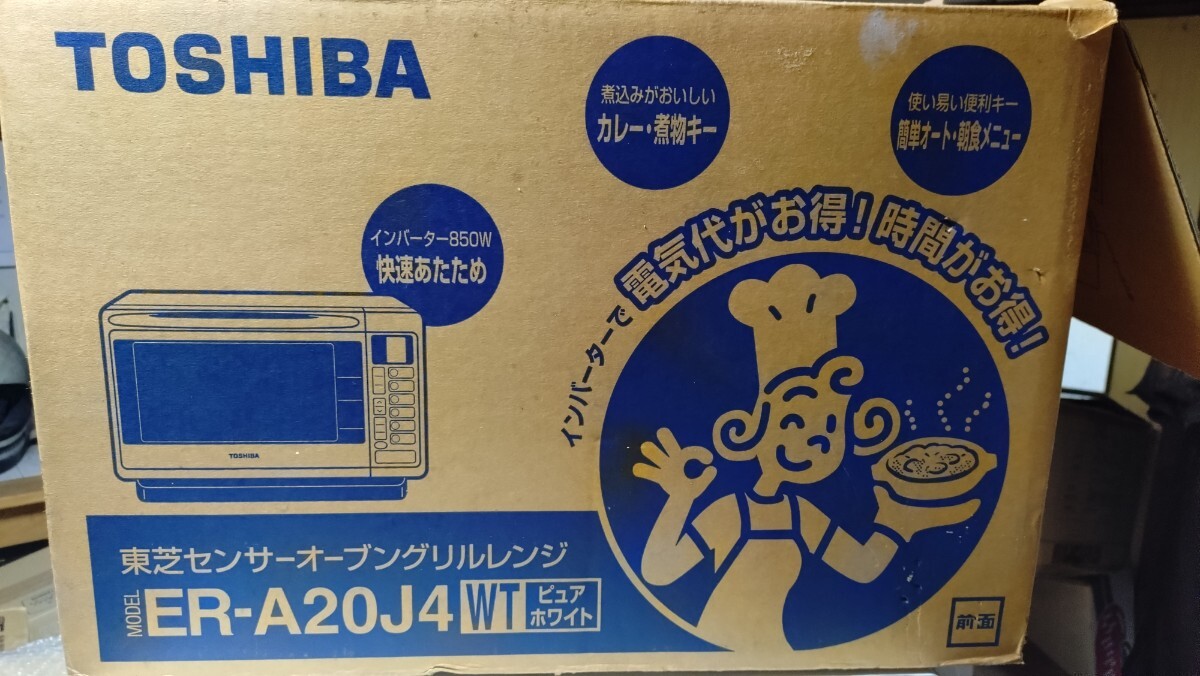 TOSHIBA
煮込みがおいしい
カレー・煮物キー
使い易い便利キー
簡単オート・朝食メニュー
インバーター850W
快速あたため
インバーターで 電気代がお得!時間がお得!
TOSHIBA
東芝センサーオーブングリルレンジ
MODEL ER-A20J4 WT ピュア
ホワイト
前面